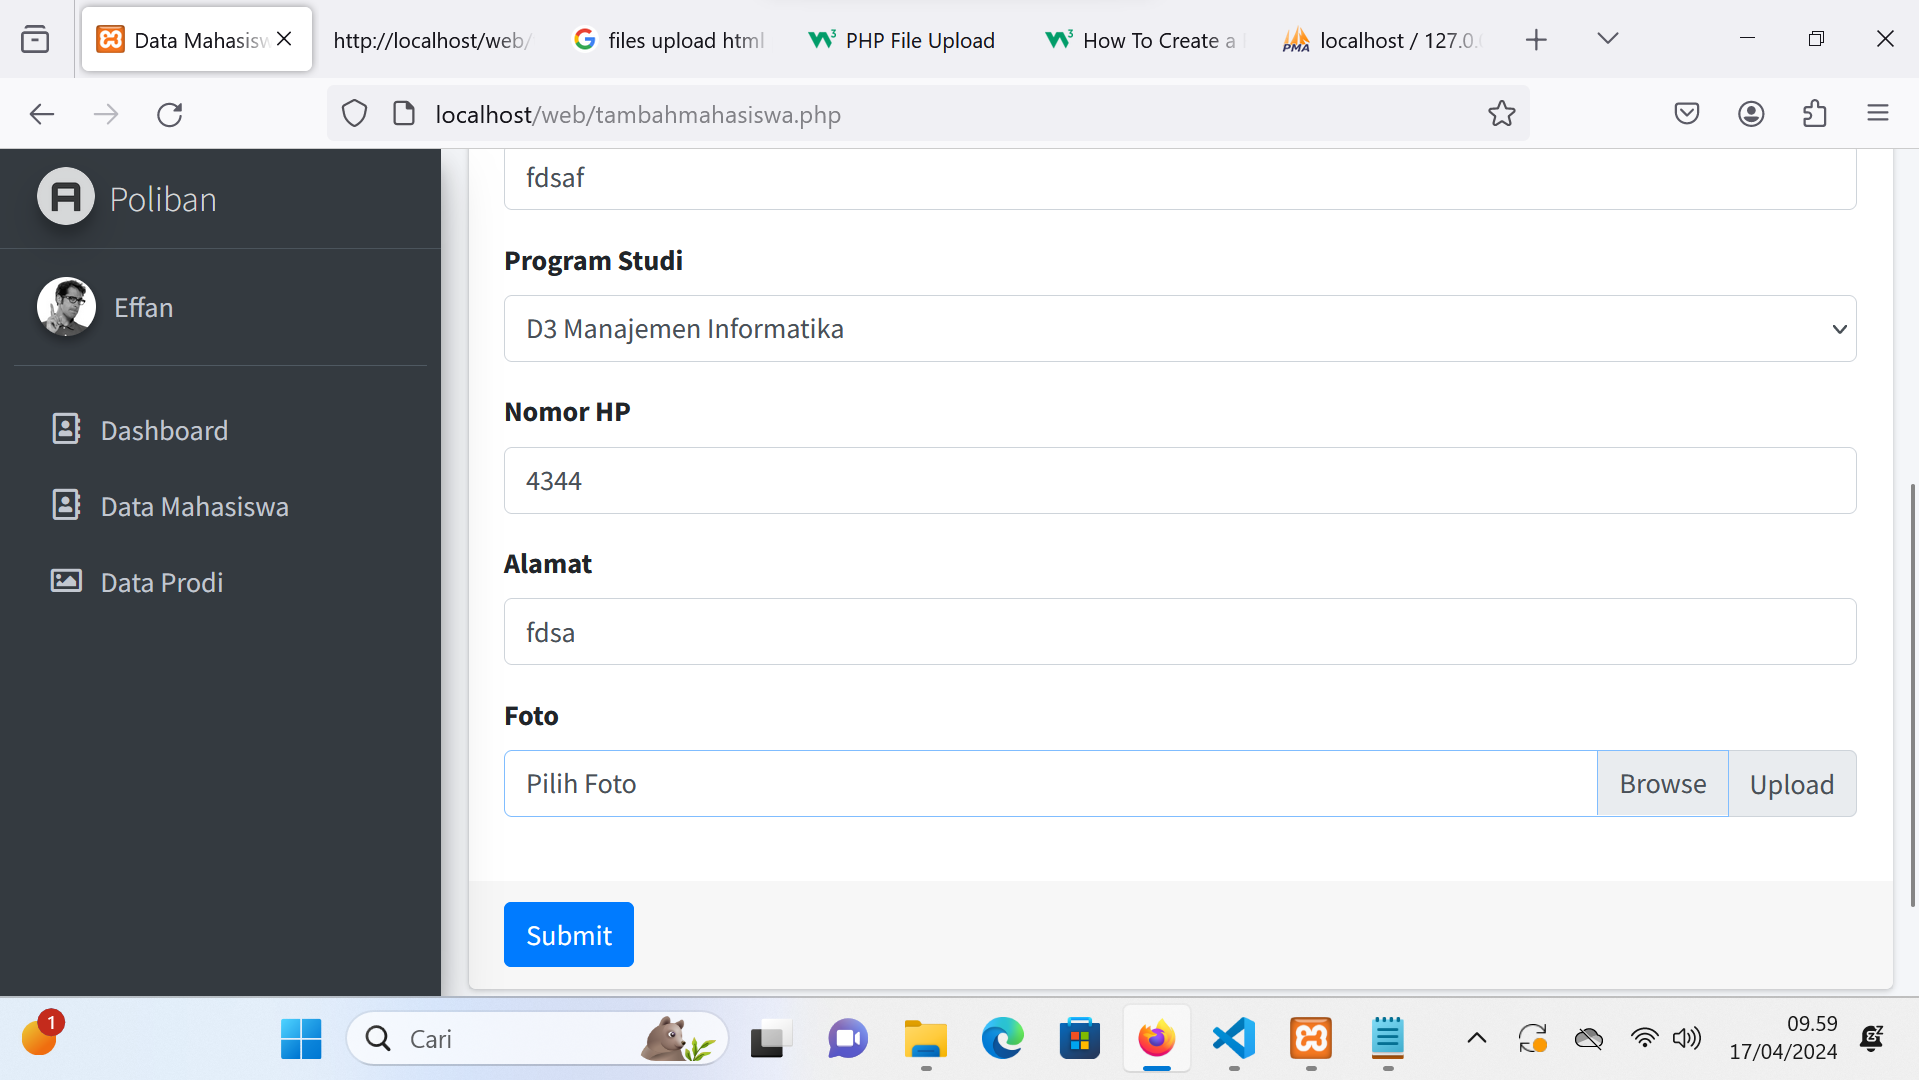 Data Mahasisw
http://localhost/web/
files upload html
PHP File Upload
How To Create a
localhost / 127.0.
localhost/web/tambahmahasiswa.php
Poliban
Effan
Dashboard
Data Mahasiswa
Data Prodi
fdsaf
Program Studi
D3 Manajemen Informatika
Nomor HP
4344
Alamat
fdsa
Foto
Pilih Foto
Browse
Upload
Submit
1
Cari
09.59
17/04/2024